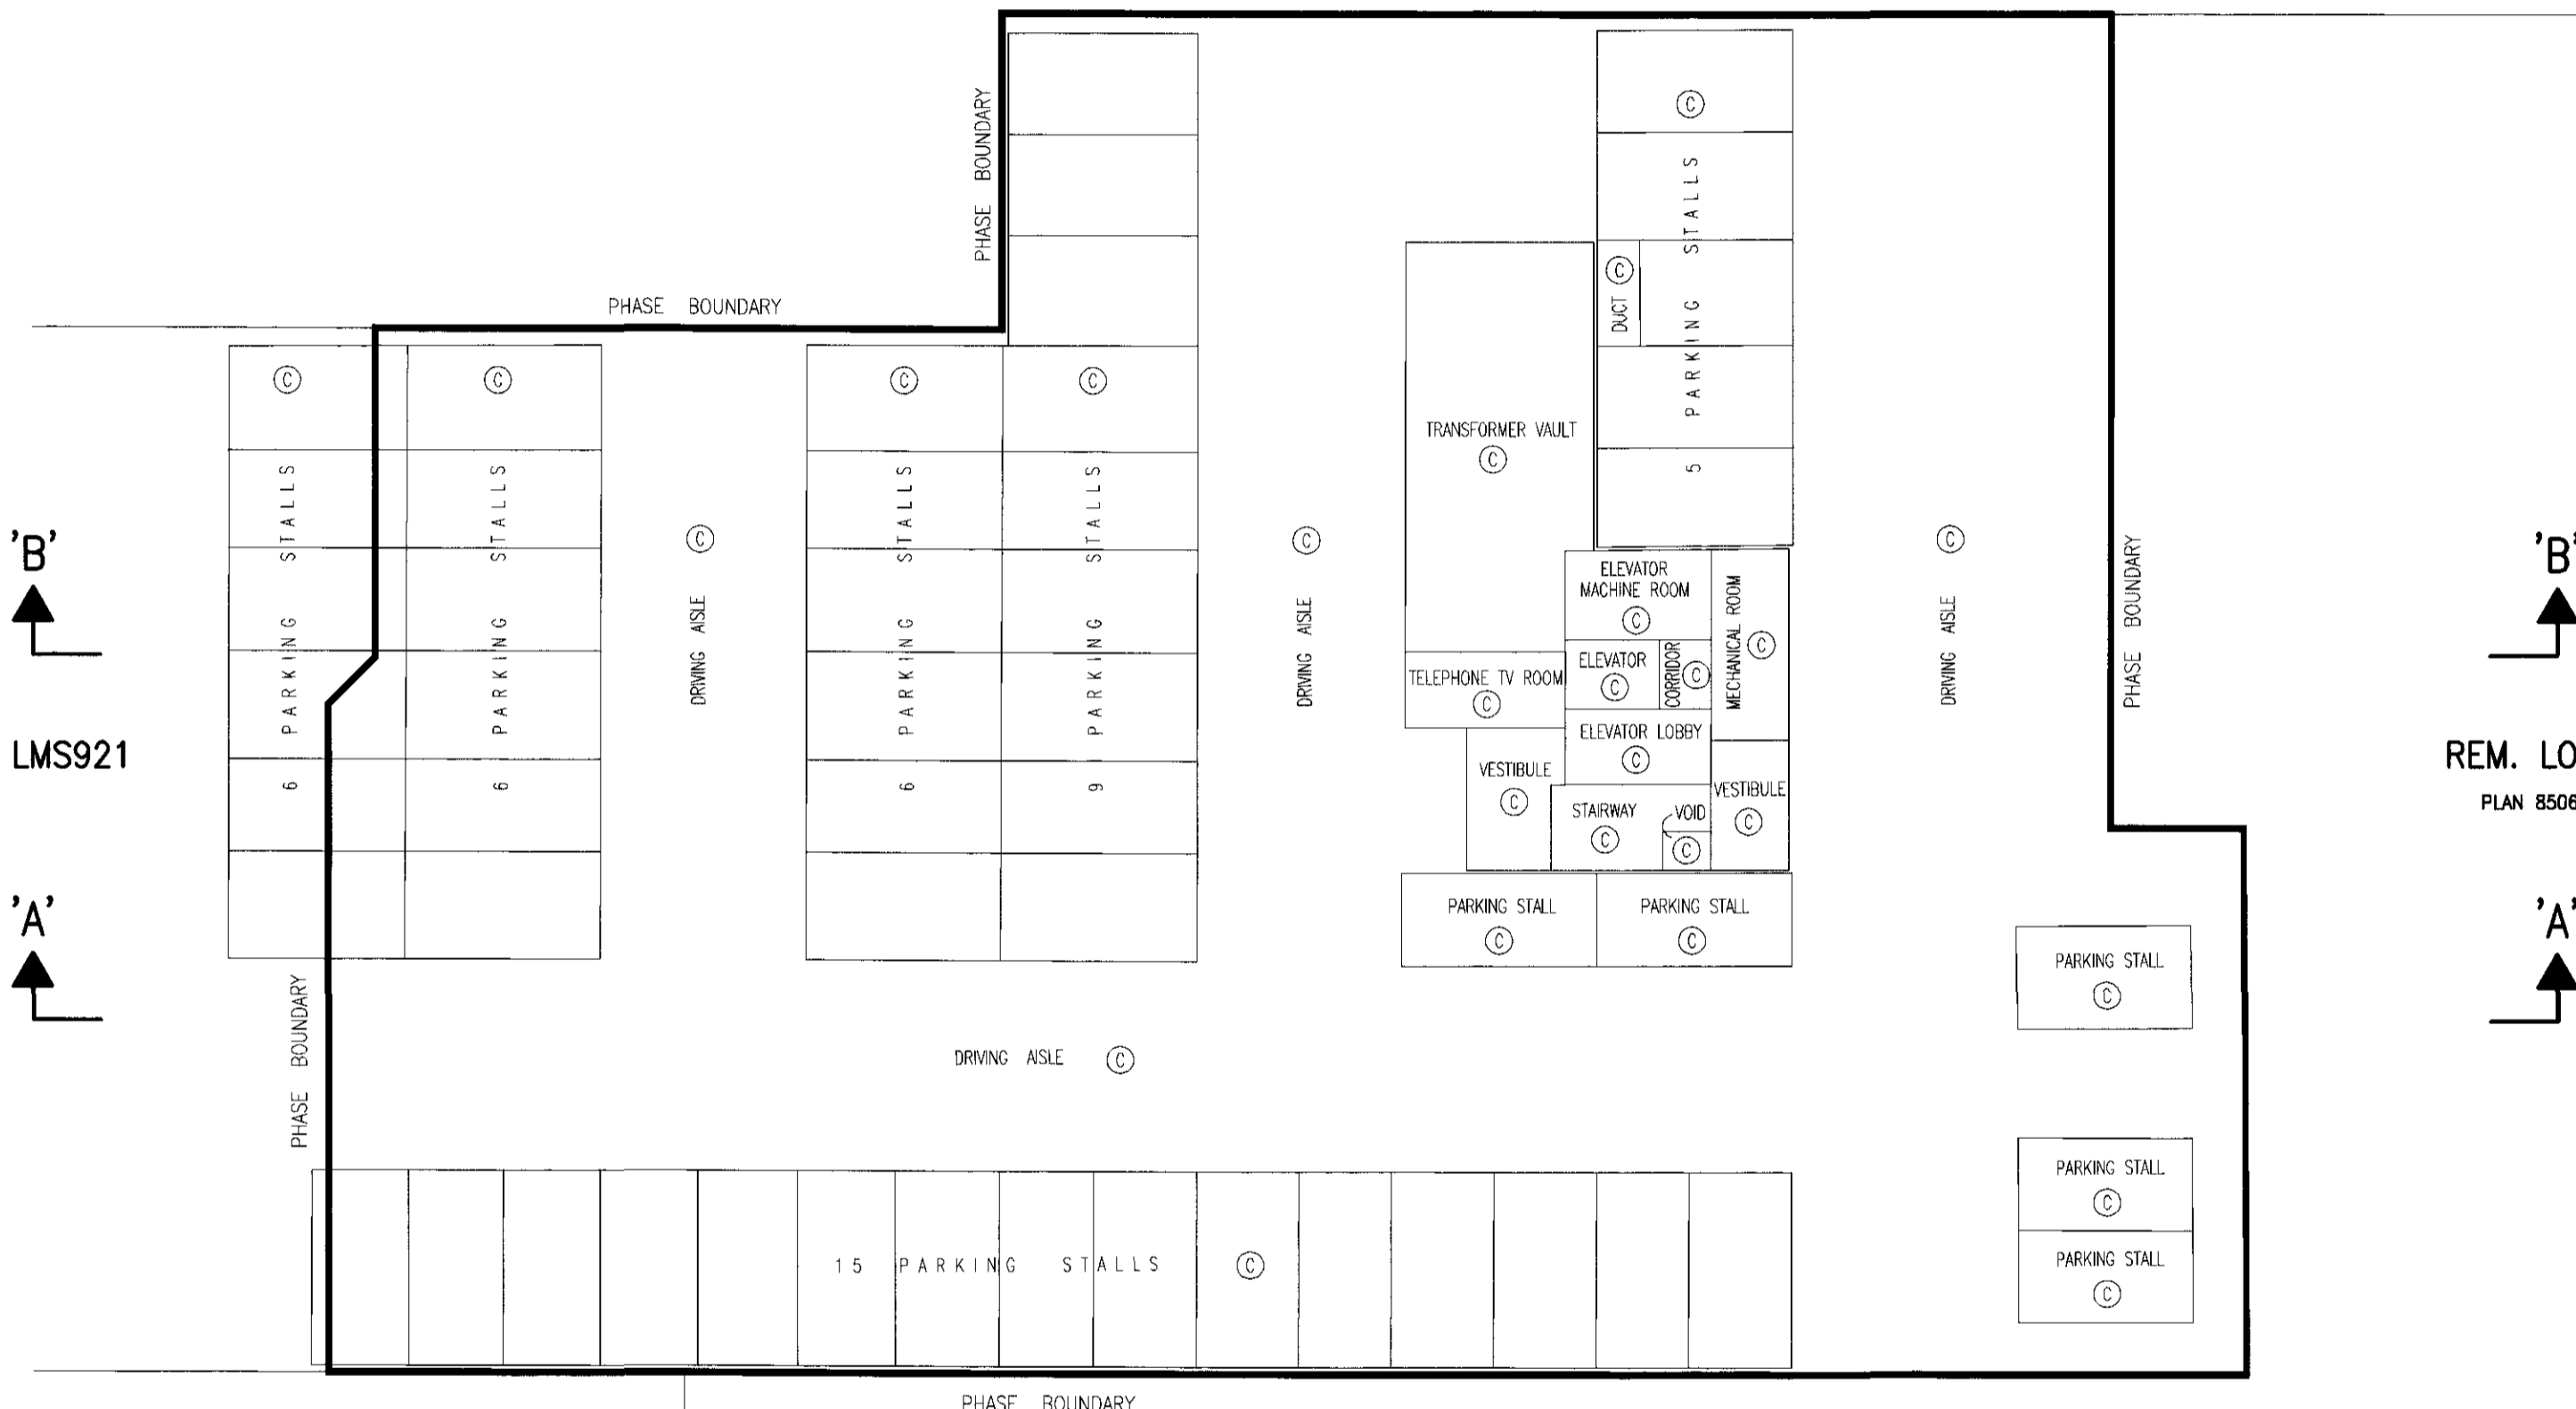 PHASE BOUNDARY
PHASE BOUNDARY
PHASE BOUNDARY
PHASE BOUNDARY
PHASE BOUNDARY
'B'
LMS921
'A'
'B'
PLAN 8506
'A'
REM. LO
6 PARKING STALLS
C
6 PARKING STALLS
C
DRIVING AISLE
C
6 PARKING STALLS
C
9 PARKING STALLS
C
DRIVING AISLE
C
5 PARKING STALLS
C
DUCT
C
TRANSFORMER VAULT
C
TELEPHONE TV ROOM
C
ELEVATOR
MACHINE ROOM
C
MECHANICAL ROOM
C
ELEVATOR
C
CORRIDOR
C
ELEVATOR LOBBY
C
VESTIBULE
C
STAIRWAY
C
VOID
C
VESTIBULE
C
PARKING STALL
C
PARKING STALL
C
DRIVING AISLE
C
PARKING STALL
C
DRIVING AISLE C
PARKING STALL
C
PARKING STALL
C
15 PARKING STALLS C